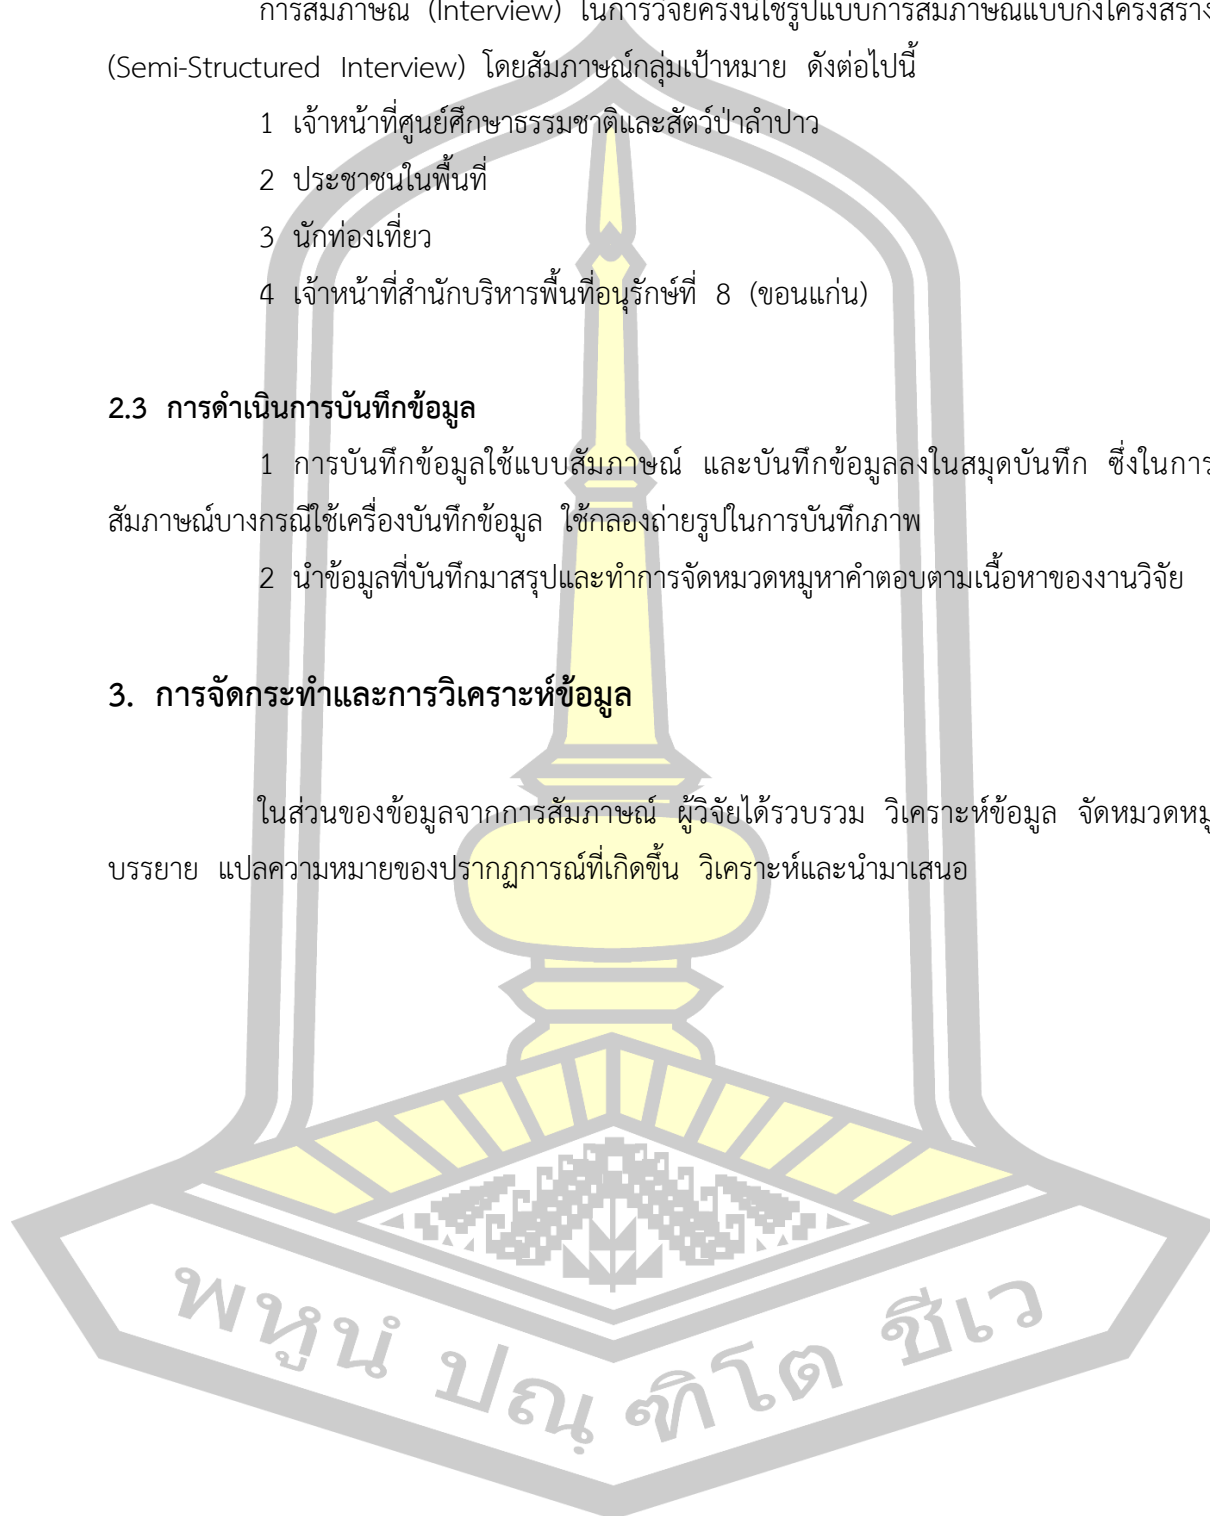 การสัมภาษณ์ (Interview) ในการวิจัยครั้งนี้ใช้รูปแบบการสัมภาษณ์แบบกึ่งโครงสร้าง
(Semi-Structured Interview) โดยสัมภาษณ์กลุ่มเป้าหมาย ดังต่อไปนี้
1 เจ้าหน้าที่ศูนย์ศึกษาธรรมชาติและสัตว์ป่าลำปาว
2 ประชาชนในพื้นที่
3 นักท่องเที่ยว
4 เจ้าหน้าที่สำนักบริหารพื้นที่อนุรักษ์ที่ 8 (ขอนแก่น)
2.3 การดำเนินการบันทึกข้อมูล
1 การบันทึกข้อมูลใช้แบบสัมภาษณ์ และบันทึกข้อมูลลงในสมุดบันทึก ซึ่งในการ
สัมภาษณ์บางกรณีใช้เครื่องบันทึกข้อมูล ใช้กลองถ่ายรูปในการบันทึกภาพ
2 นำข้อมูลที่บันทึกมาสรุปและทำการจัดหมวดหมูหาคำตอบตามเนื้อหาของงานวิจัย
3. การจัดกระทำและการวิเคราะห์ข้อมูล
ในส่วนของข้อมูลจากการสัมภาษณ์ ผู้วิจัยได้รวบรวม วิเคราะห์ข้อมูล จัดหมวดหมู
บรรยาย แปลความหมายของปรากฏการณ์ที่เกิดขึ้น วิเคราะห์และนำมาเสนอ
พหูนํ ปณฺฑิโต ชีเว